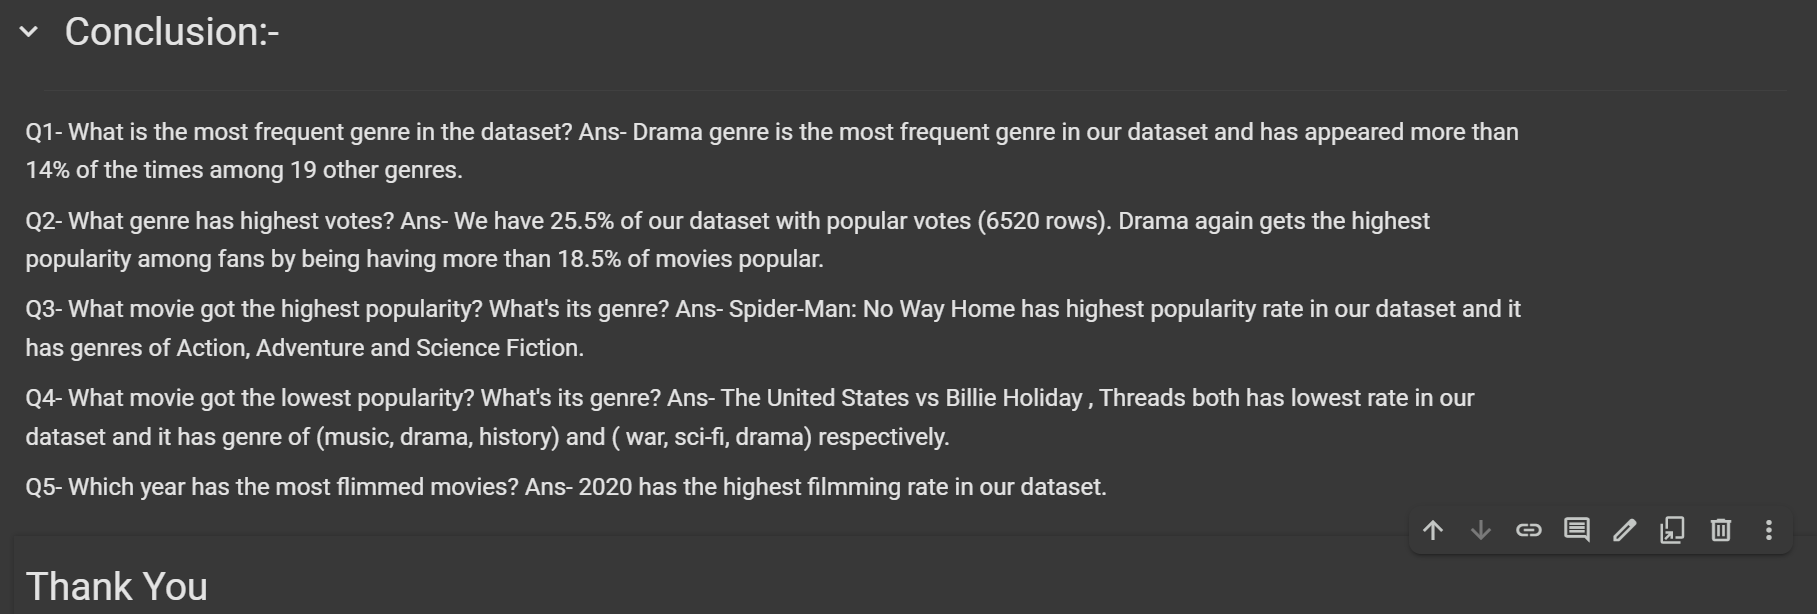 Conclusion:-
Q1- What is the most frequent genre in the dataset? Ans- Drama genre is the most frequent genre in our dataset and has appeared more than
14% of the times among 19 other genres.
Q2- What genre has highest votes? Ans- We have 25.5% of our dataset with popular votes (6520 rows). Drama again gets the highest
popularity among fans by being having more than 18.5% of movies popular.
Q3- What movie got the highest popularity? What's its genre? Ans- Spider-Man: No Way Home has highest popularity rate in our dataset and it
has genres of Action, Adventure and Science Fiction.
Q4- What movie got the lowest popularity? What's its genre? Ans- The United States vs Billie Holiday , Threads both has lowest rate in our
dataset and it has genre of (music, drama, history) and ( war, sci-fi, drama) respectively.
Q5- Which year has the most flimmed movies? Ans- 2020 has the highest filmming rate in our dataset.
Thank You